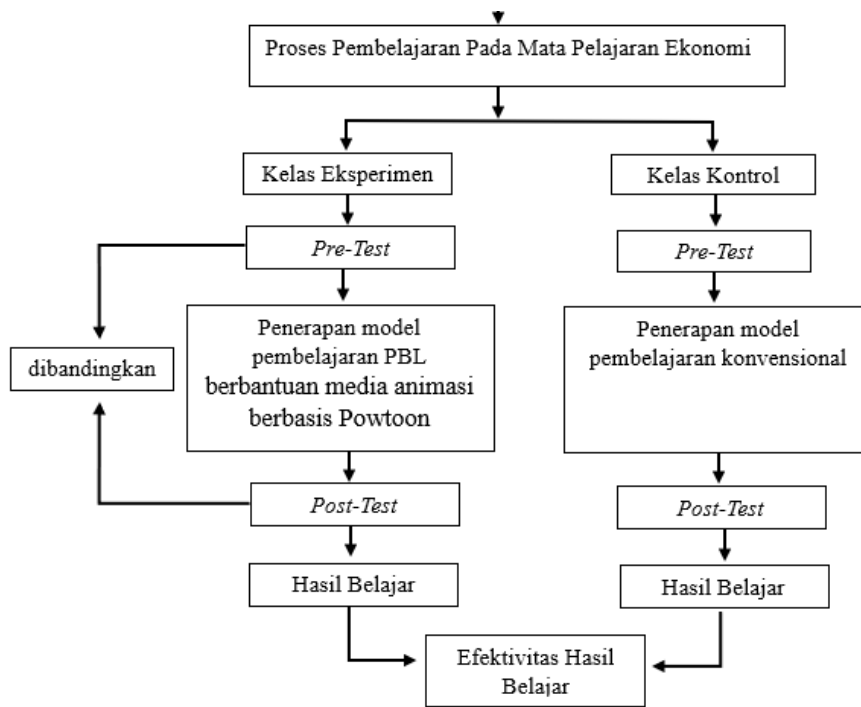 Proses Pembelajaran Pada Mata Pelajaran Ekonomi
Kelas Eksperimen
Kelas Kontrol
Pre-Test
Pre-Test
Penerapan model
pembelajaran PBL
berbantuan media animasi
berbasis Powtoon
Penerapan model
pembelajaran konvensional
dibandingkan
Post-Test
Post-Test
Hasil Belajar
Hasil Belajar
Efektivitas Hasil
Belajar